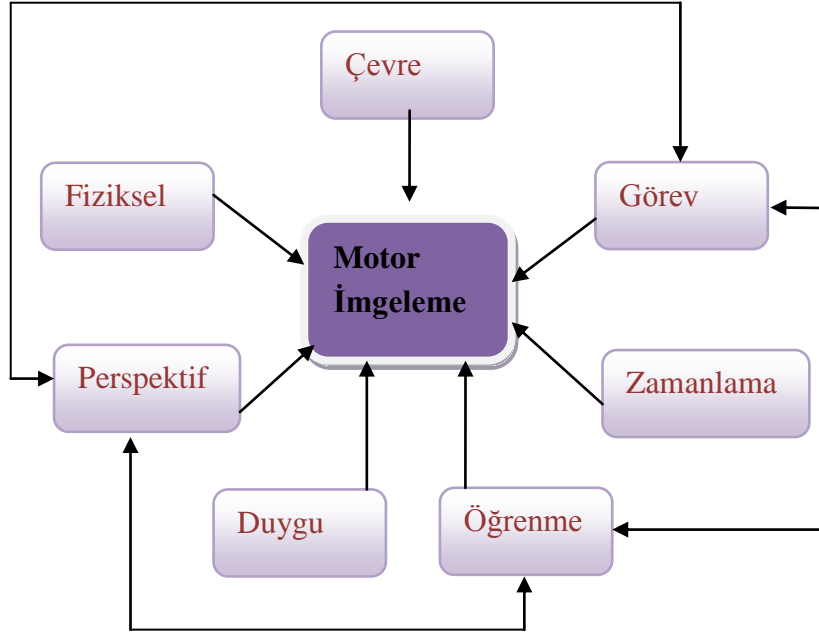 Çevre
Fiziksel
Görev
Motor
İmgeleme
Perspektif
Zamanlama
Duygu
Öğrenme